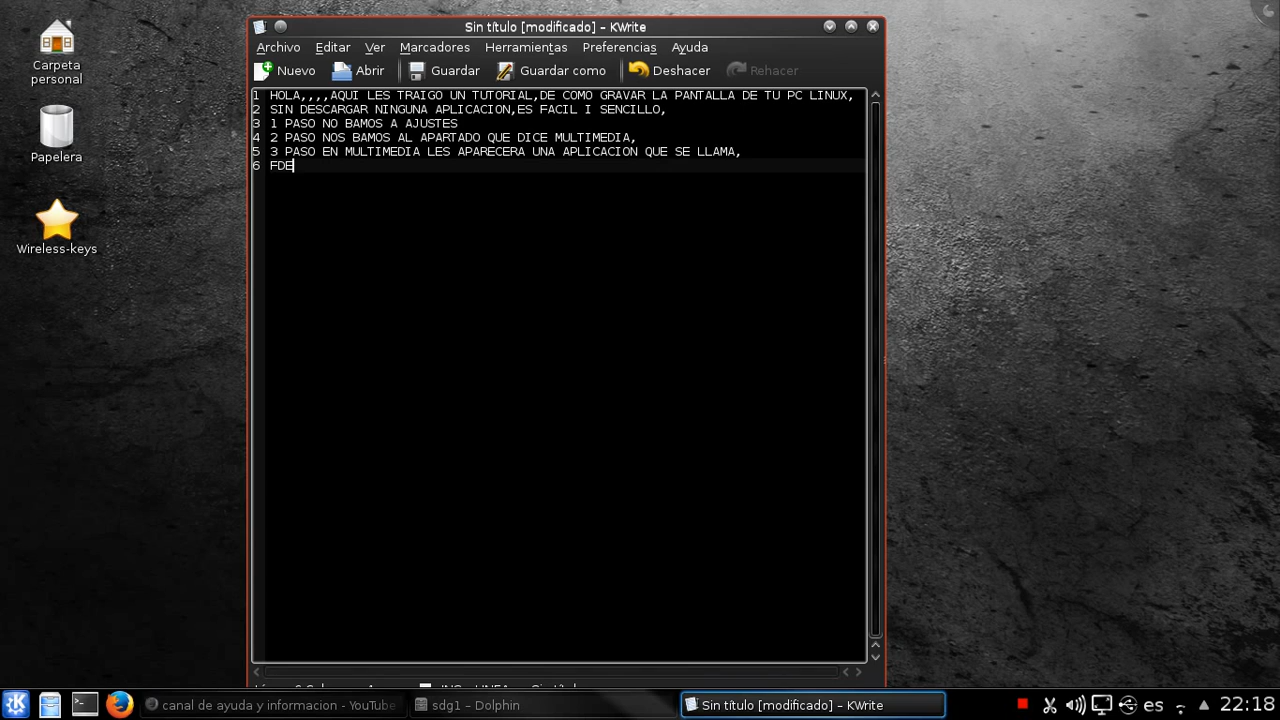 Sin título [modificado] – KWrite
Archivo Editar Ver Marcadores Herramientas Preferencias Ayuda
Nuevo Abrir Guardar Guardar como Deshacer Rehacer
1 HOLA,,,,AQUI LES TRAIGO UN TUTORIAL,DE COMO GRAVAR LA PANTALLA DE TU PC LINUX,
2 SIN DESCARGAR NINGUNA APLICACION,ES FACIL I SENCILLO,
3 1 PASO NO BAMOS A AJUSTES
4 2 PASO NOS BAMOS AL APARTADO QUE DICE MULTIMEDIA,
5 3 PASO EN MULTIMEDIA LES APARECERA UNA APLICACION QUE SE LLAMA,
6 FDE
Carpeta
personal
Papelera
Wireless-keys
canal de ayuda y informacion - YouTube
sdg1 – Dolphin
Sin título [modificado] – KWrite
es
22:18